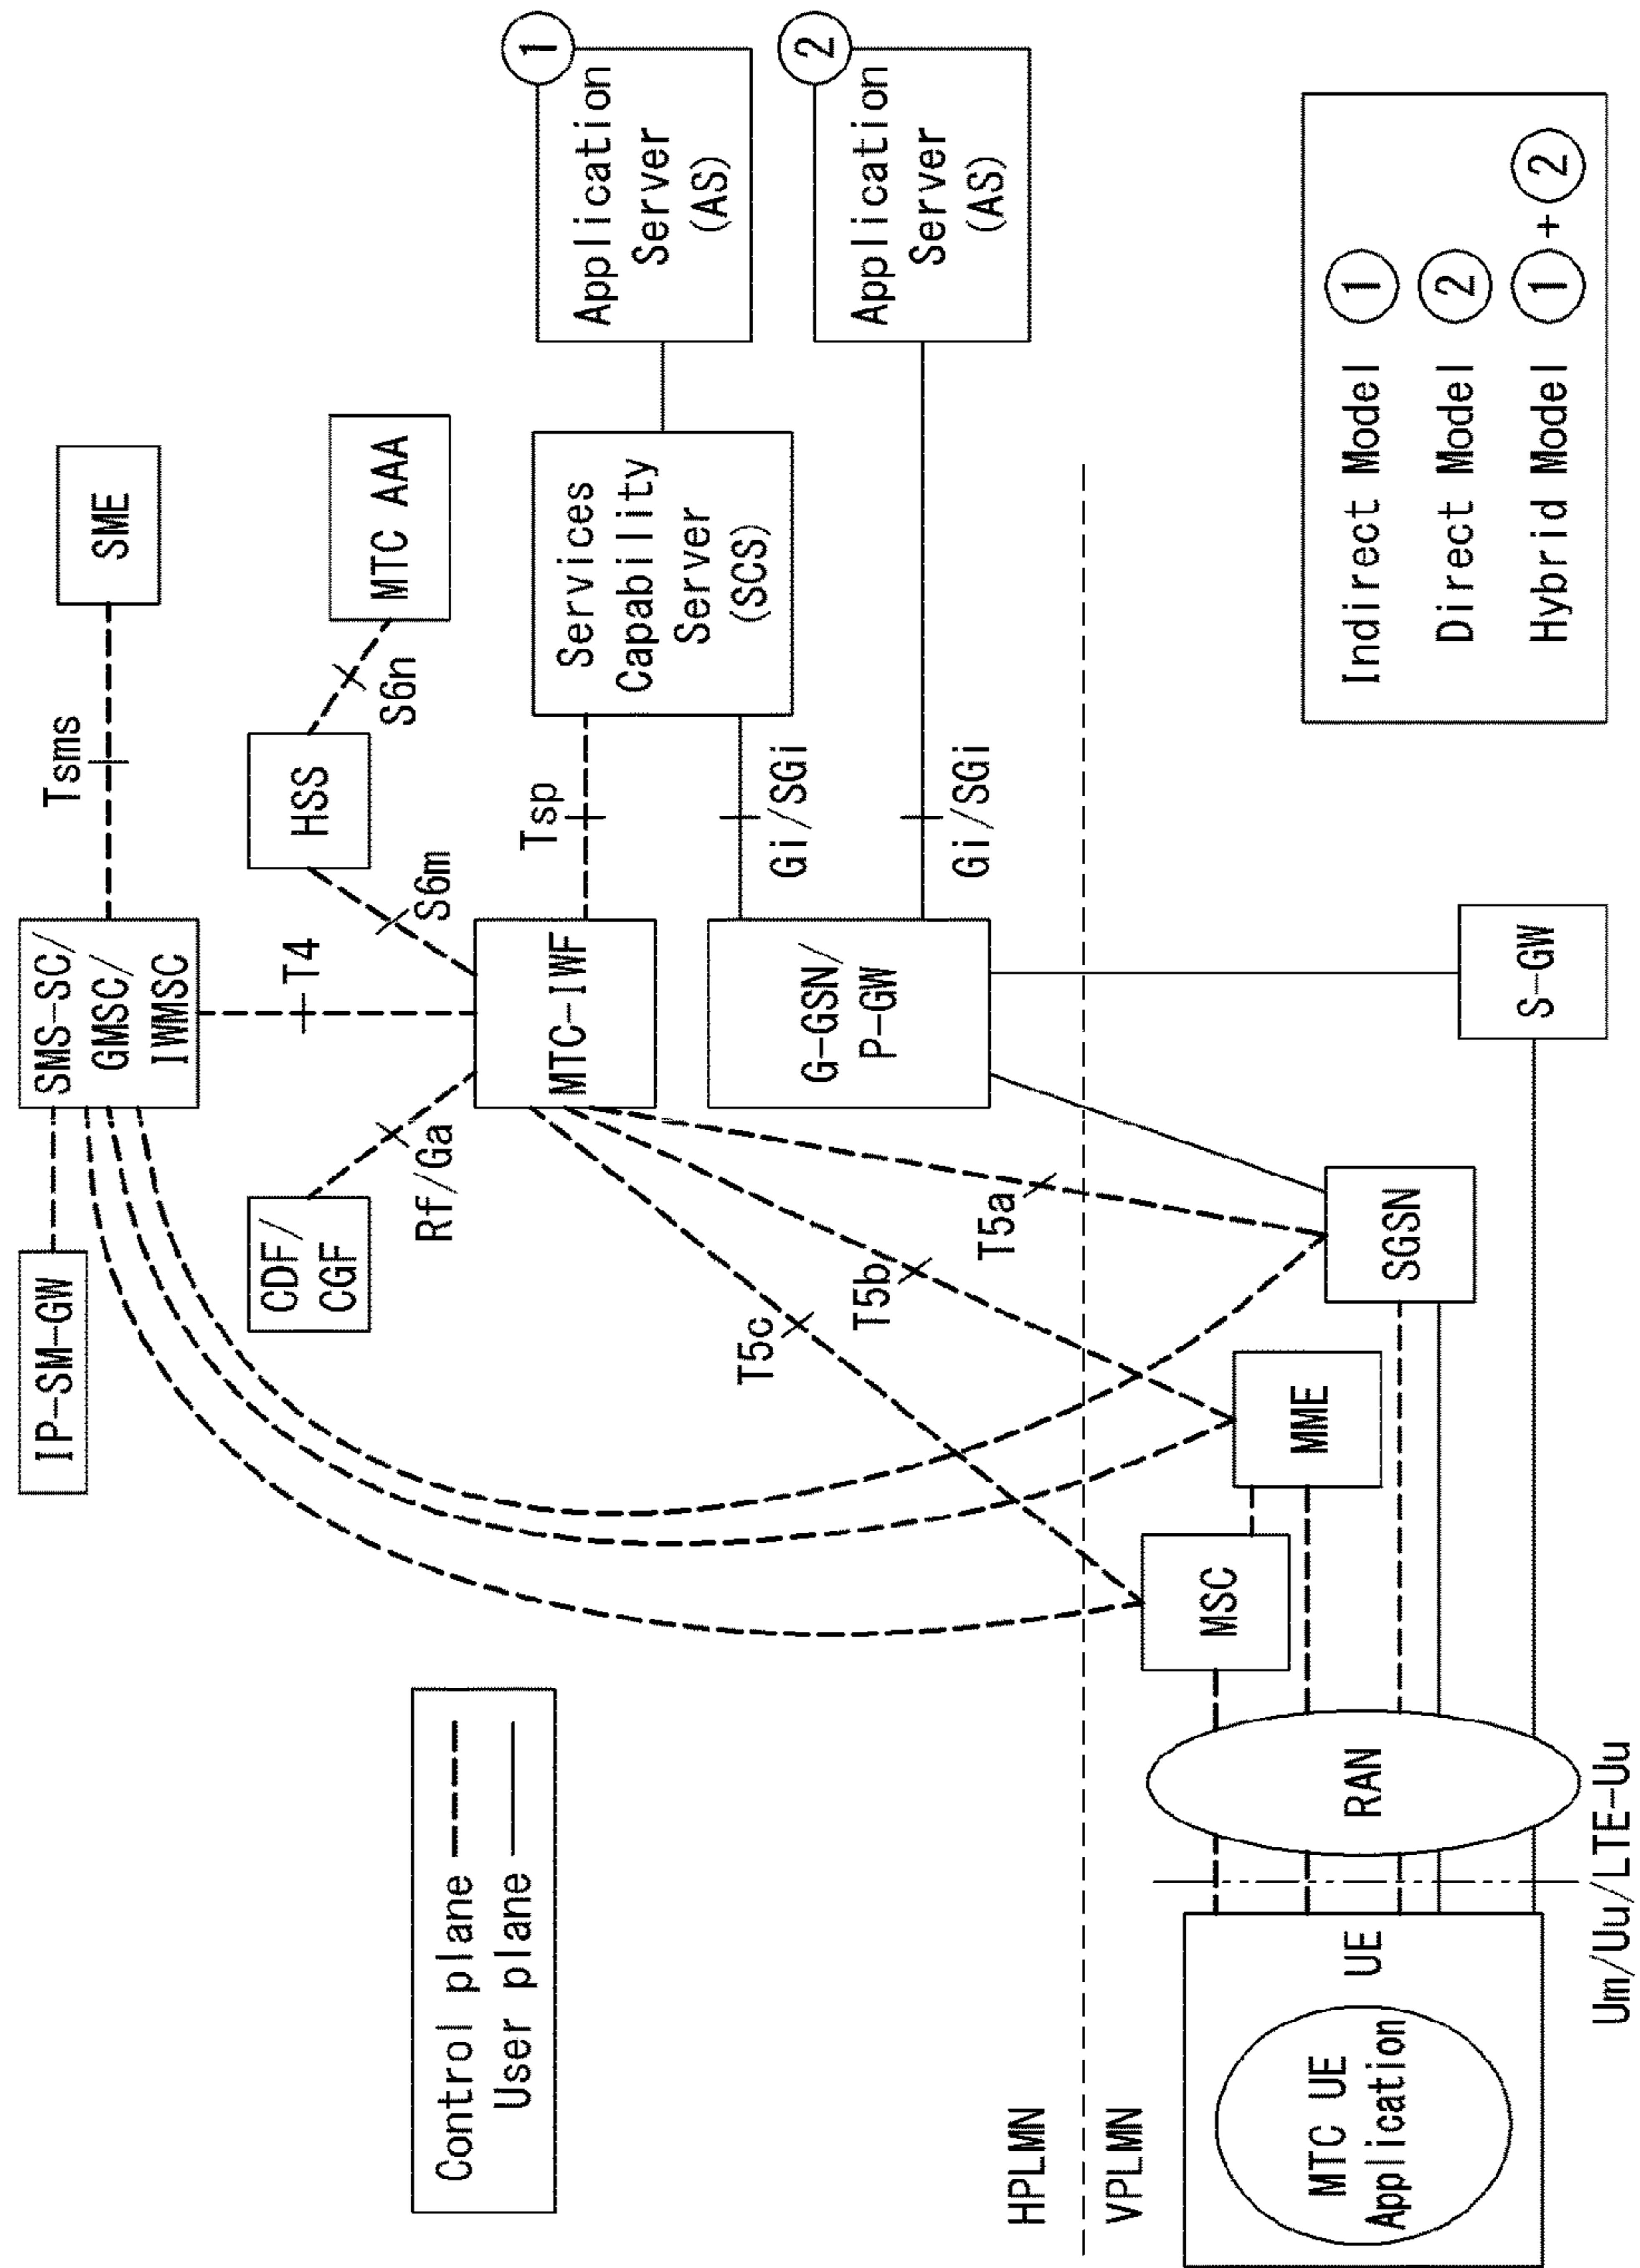 IP-SM-GW
SMS-SC/
GMSC/
IWMSC
Tsms
SME
T4
CDF/
CGF
Rf/Ga
S6m
HSS
S6n
MTC AAA
Control plane
User plane
MTC-IWF
Tsp
Services
Capability
Server
(SCS)
Application
Server
(AS)
1
G-GSN/
P-GW
Gi/SGi
Gi/SGi
Application
Server
(AS)
2
T5c
T5b
T5a
HPLMN
VPLMN
MSC
MME
SGSN
S-GW
MTC UE
Application
UE
RAN
Um/Uu/LTE-Uu
Indirect Model 1
Direct Model 2
Hybrid Model 1 + 2